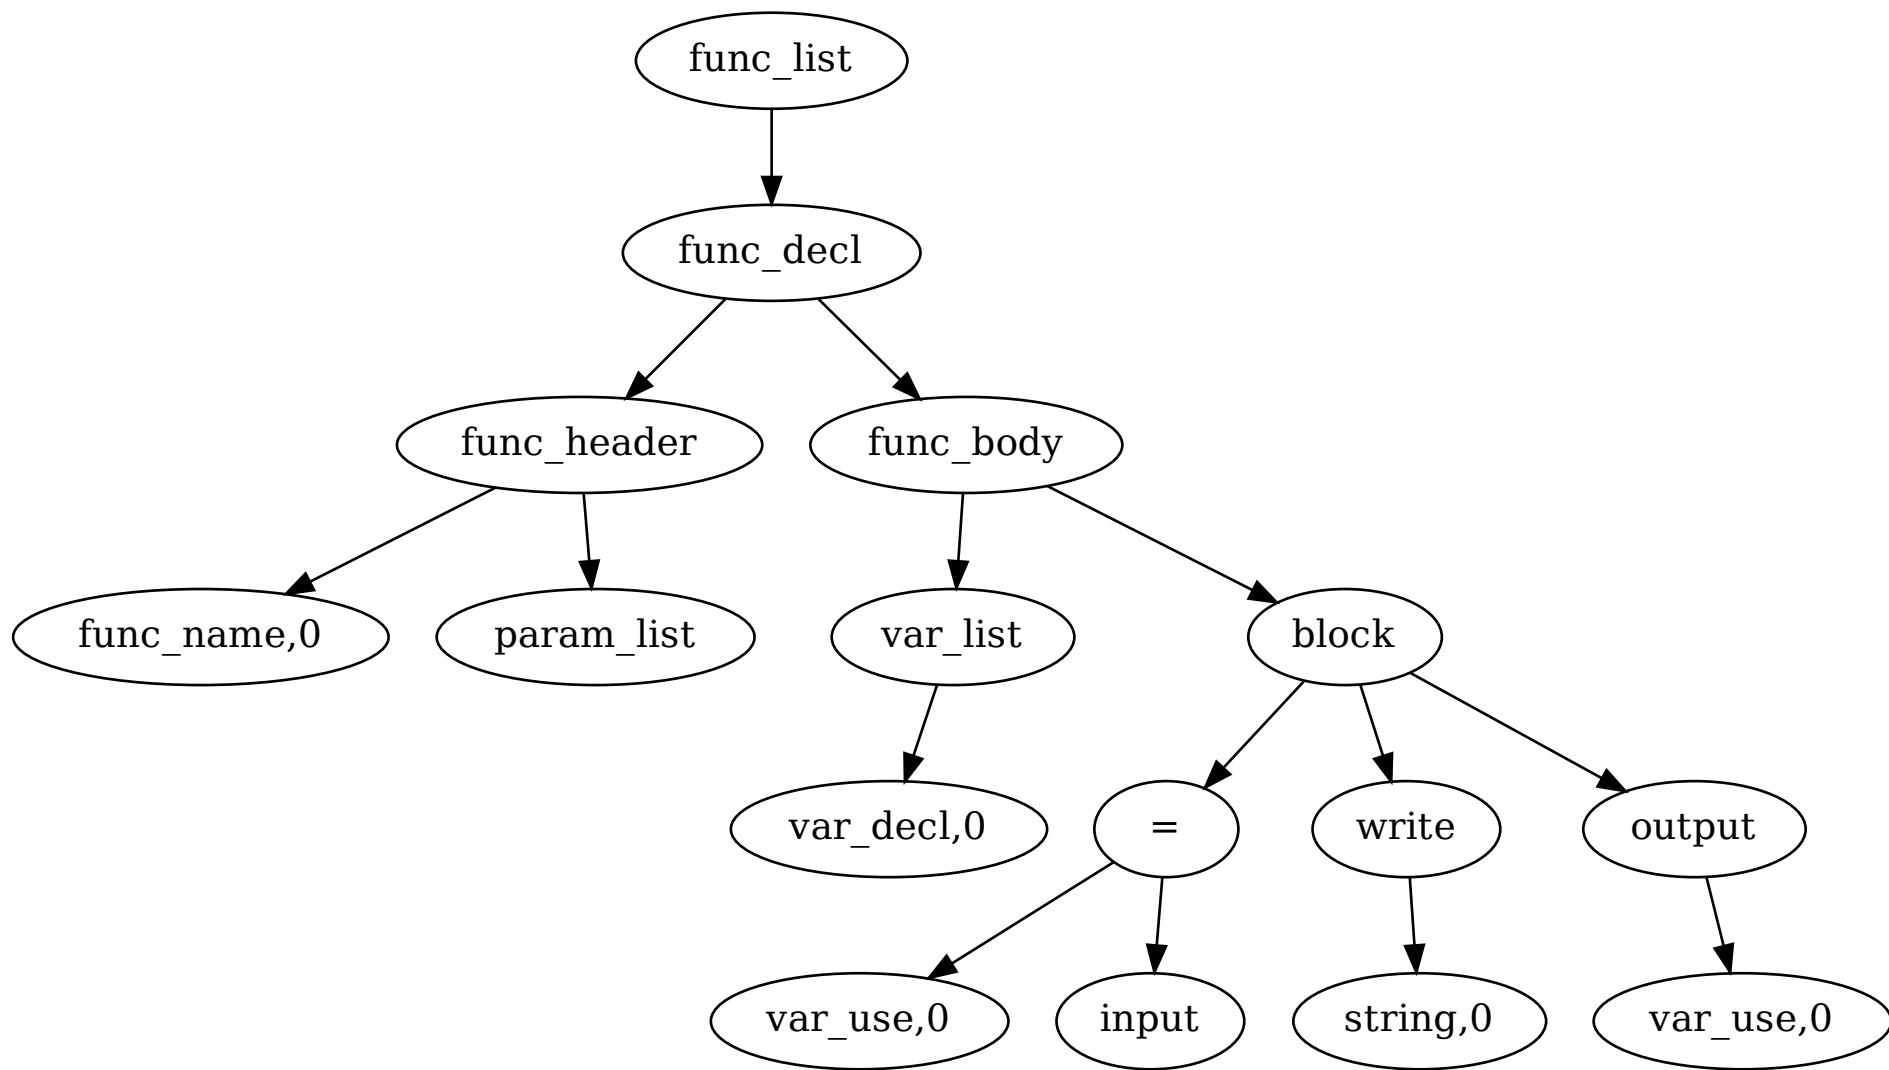 func_list
func_decl
func_header
func_body
func_name,0
param_list
var_list
block
var_decl,0
=
write
output
var_use,0
input
string,0
var_use,0